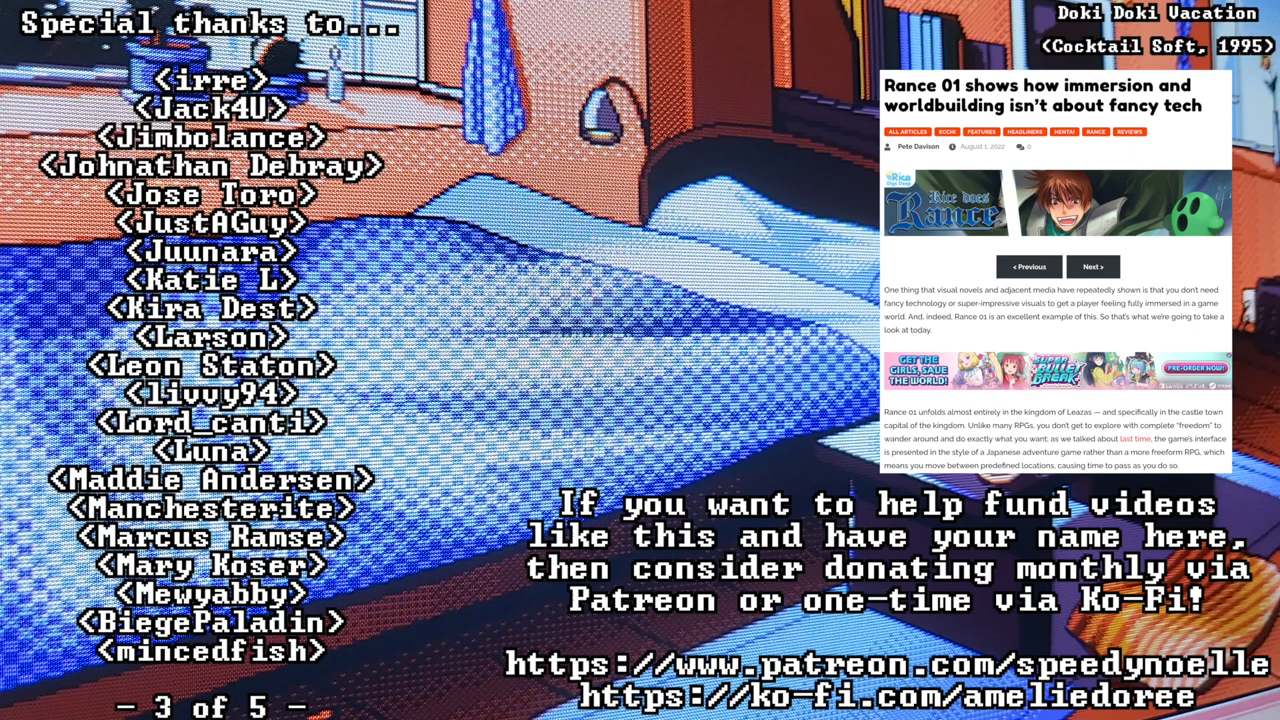 Special thanks to...
<irre>
<Jack4U>
<Jimbolance>
<Johnathan Debray>
<Jose Toro>
<JustAGuy>
<Juunara>
<Katie L>
<Kira Dest>
<Larson>
<Leon Staton>
<livvy94>
<Lord_canti>
<Luna>
<Maddie Andersen>
<Manchesterite>
<Marcus Ramse>
<Mary Koser>
<Mewyabby>
<BiegePaladin>
<mincedfish>
— 3 of 5 —
Doki Doki Vacation
<Cocktail Soft, 1995>
Rance 01 shows how immersion and
worldbuilding isn't about fancy tech
ALL ARTICLES ECCHI FEATURES HEADLINERS HENTAI RANCE REVIEWS
Pete Davison August 1, 2022 0
Rice
Digi Daily
Rice does
Rance
< Previous Next >
One thing that visual novels and adjacent media have repeatedly shown is that you don't need
fancy technology or super-impressive visuals to get a player feeling fully immersed in a game
world. And, indeed, Rance 01 is an excellent example of this. So that's what we're going to take a
look at today.
GET THE
GIRLS, SAVE
THE WORLD!
SUPER
BULLET
BREAK
PRE-ORDER NOW!
PS4 STEAM
Rance 01 unfolds almost entirely in the kingdom of Leazas — and specifically in the castle town
capital of the kingdom. Unlike many RPGs, you don't get to explore with complete "freedom" to
wander around and do exactly what you want; as we talked about last time, the game's interface
is presented in the style of a Japanese adventure game rather than a more freeform RPG, which
means you move between predefined locations, causing time to pass as you do so.
If you want to help fund videos
like this and have your name here,
then consider donating monthly via
Patreon or one-time via Ko-Fi!
https://www.patreon.com/speedynoelle
https://ko-fi.com/ameliedoree